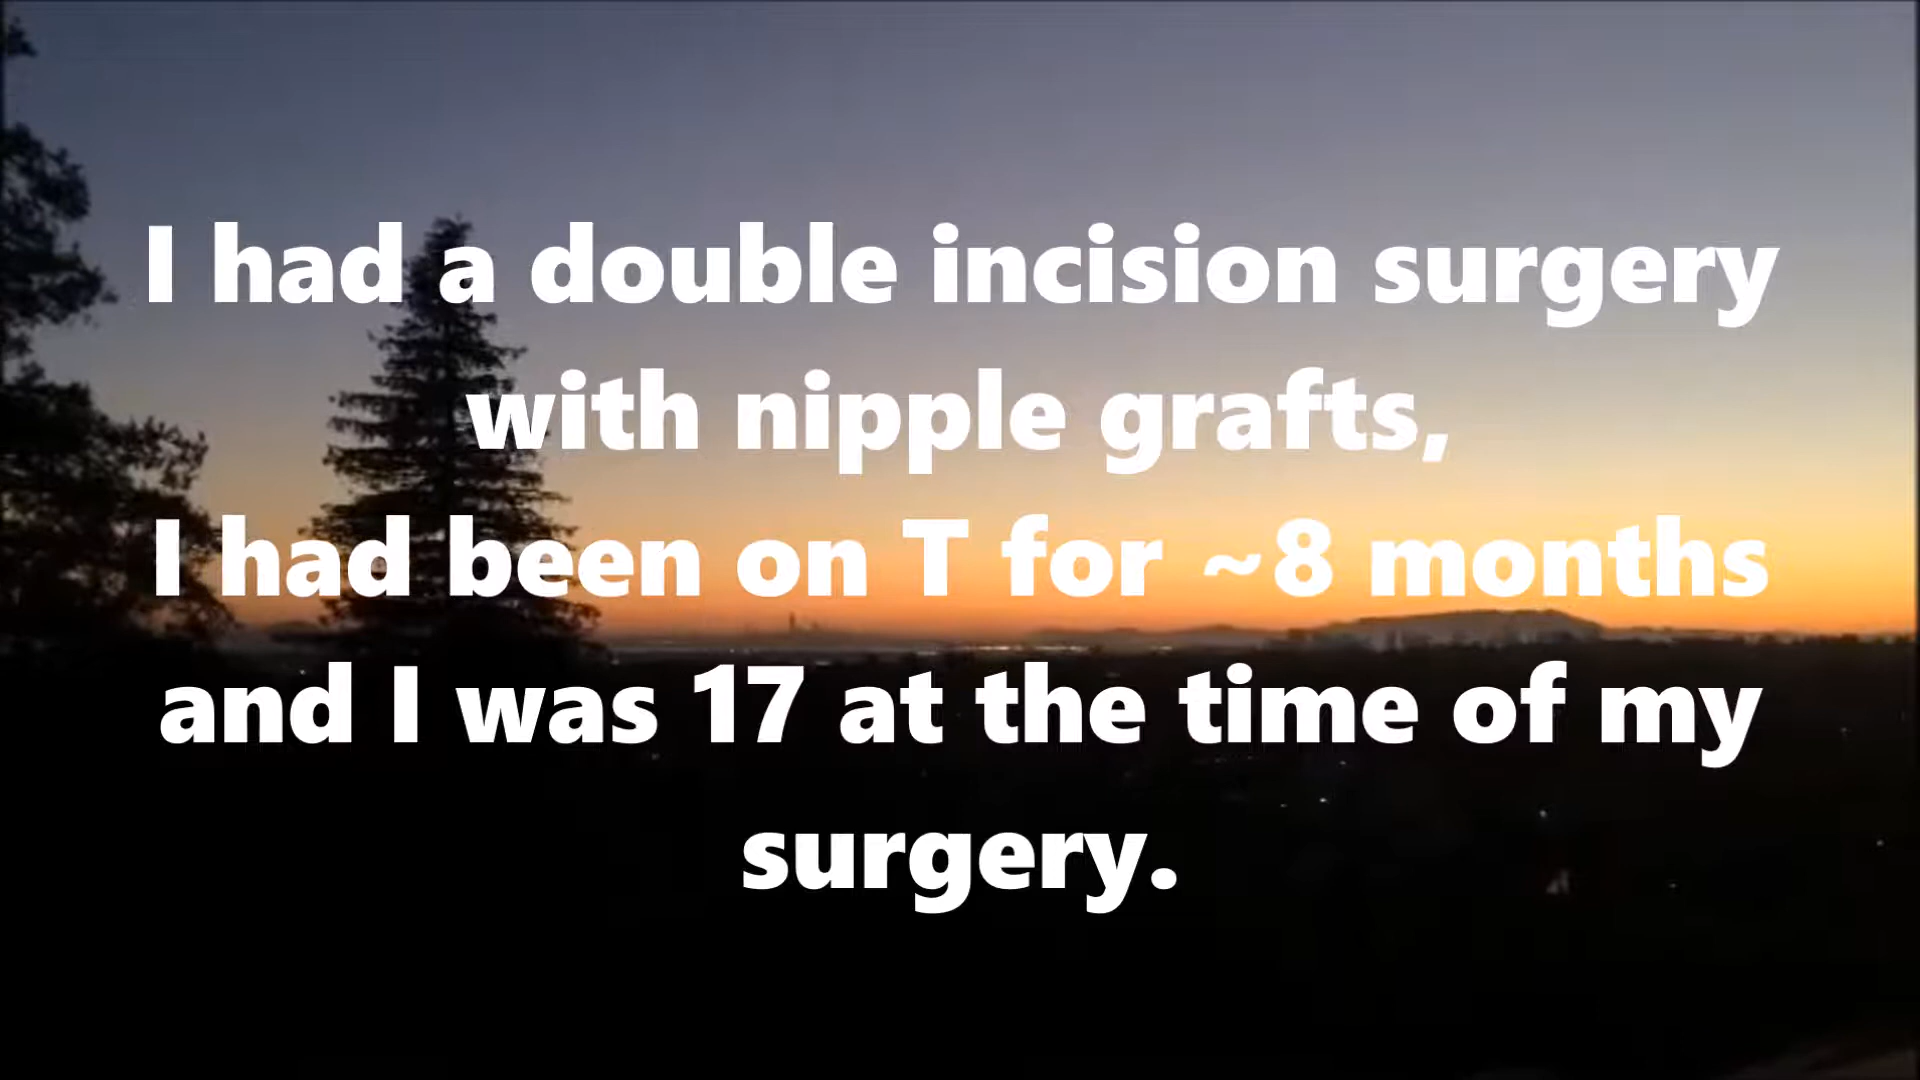 I had a double incision surgery
with nipple grafts,
I had been on T for ~8 months
and I was 17 at the time of my
surgery.